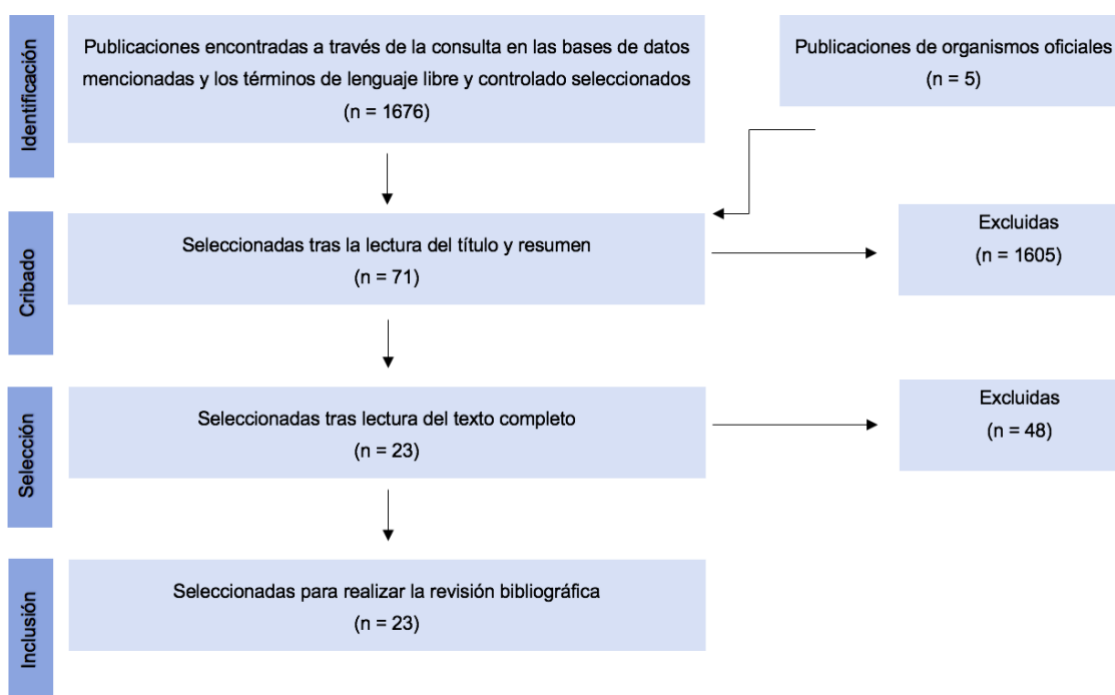 Identificación
Publicaciones encontradas a través de la consulta en las bases de datos
mencionadas y los términos de lenguaje libre y controlado seleccionados
(n = 1676)
Publicaciones de organismos oficiales
(n = 5)
Cribado
Seleccionadas tras la lectura del título y resumen
(n = 71)
Excluidas
(n = 1605)
Selección
Seleccionadas tras lectura del texto completo
(n = 23)
Excluidas
(n = 48)
Inclusión
Seleccionadas para realizar la revisión bibliográfica
(n = 23)